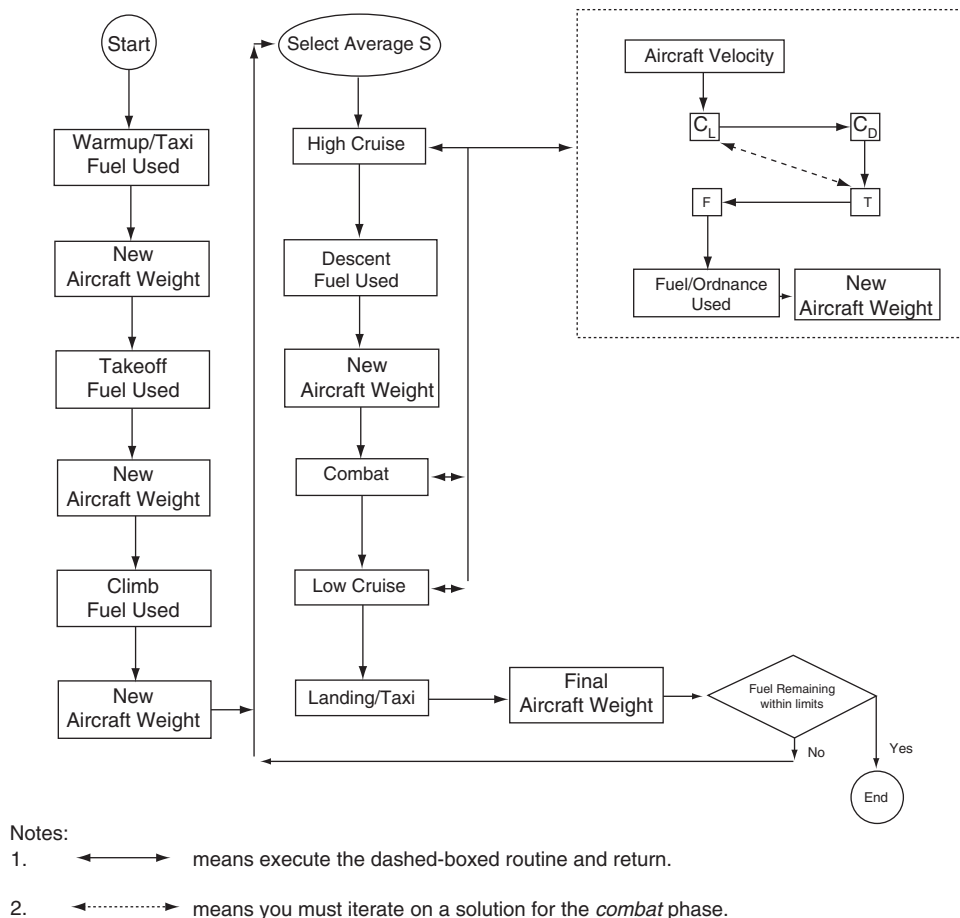 Start
Warmup/Taxi
Fuel Used
New
Aircraft Weight
Takeoff
Fuel Used
New
Aircraft Weight
Climb
Fuel Used
New
Aircraft Weight
Select Average S
High Cruise
Descent
Fuel Used
New
Aircraft Weight
Combat
Low Cruise
Landing/Taxi
Final
Aircraft Weight
Fuel Remaining
within limits
No
Yes
End
Aircraft Velocity
C_L
C_D
T
F
Fuel/Ordnance
Used
New
Aircraft Weight
Notes:
1. means execute the dashed-boxed routine and return.
2. means you must iterate on a solution for the combat phase.